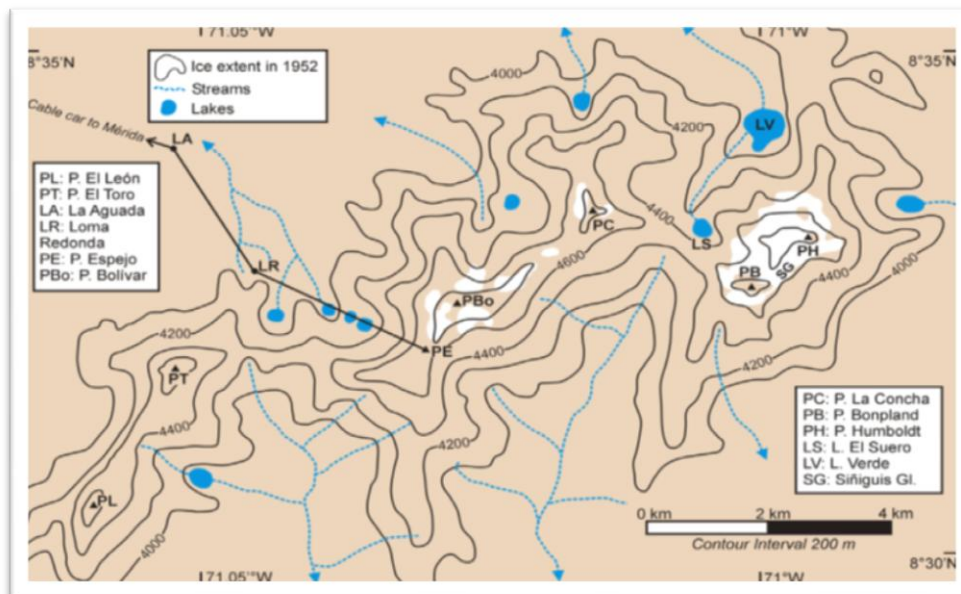 71.05'°W
71°W
8°35'N
8°35'N
Ice extent in 1952
Streams
Lakes
Cable car to Mérida
LA
PL: P. El León
PT: P. El Toro
LA: La Aguada
LR: Loma
Redonda
PE: P. Espejo
PBo: P. Bolívar
4000
4200
LV
4400
PC
LS
PH
SG
PB
4400
4000
4600
LR
PBo
PE
4400
4200
4200
PT
4400
4200
PL
4000
PC: P. La Concha
PB: P. Bonpland
PH: P. Humboldt
LS: L. El Suero
LV: L. Verde
SG: Siñiguis Gl.
0 km 2 km 4 km
Contour Interval 200 m
8°30'N
71.05'°W
71°W